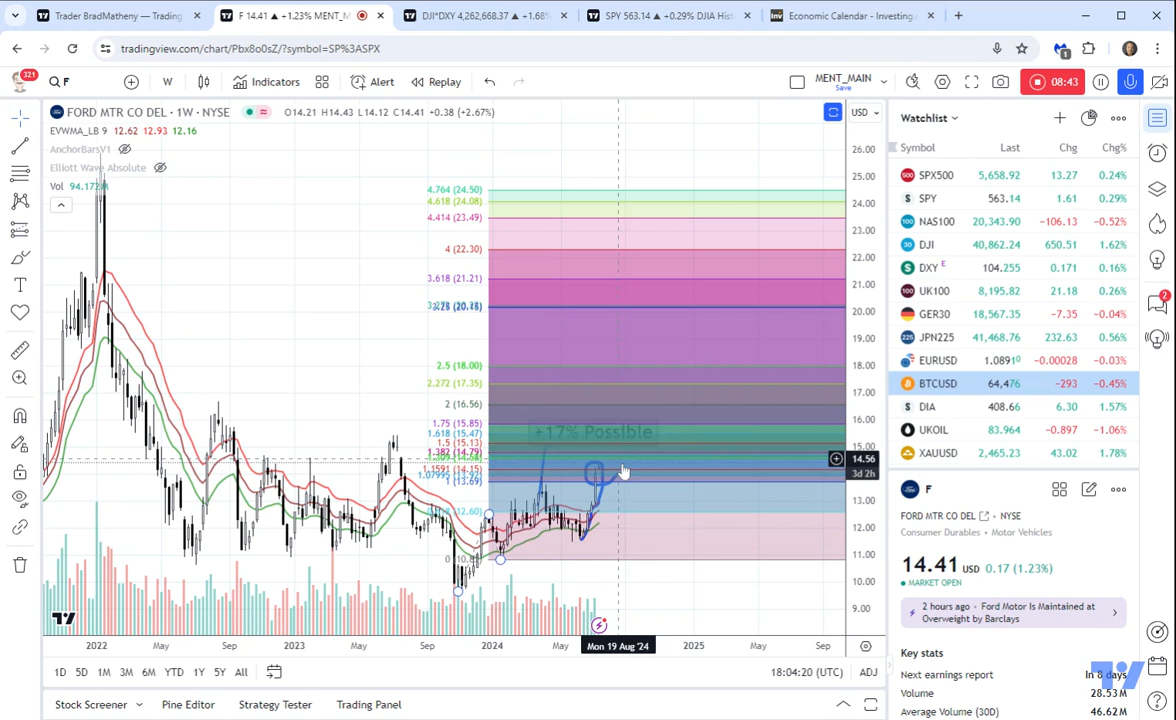 Trader BradMatheny — Trading
F 14.41 ▲ +1.23% MENT_M
DJI*DXY 4,262,668.37 ▲ +1.68%
SPY 563.14 ▲ +0.29% DJIA Hist
Economic Calendar - Investing
tradingview.com/chart/Pbx8o0sZ/?symbol=SP%3ASPX
1
321
F
W
Indicators
Alert
Replay
MENT_MAIN
Save
08:43
FORD MTR CO DEL · 1W · NYSE
O14.21 H14.43 L14.12 C14.41 +0.38 (+2.67%)
USD
EVWMA_LB 9 12.62 12.93 12.16
AnchorBarsV1
Elliott Wave Absolute
Vol 94.172M
26.00
25.00
24.00
23.00
22.00
21.00
20.00
19.00
18.00
17.00
16.00
15.00
14.56
3d 2h
13.00
12.00
11.00
10.00
9.00
4.764 (24.50)
4.618 (24.08)
4.414 (23.49)
4 (22.30)
3.618 (21.21)
2.5 (18.00)
2.272 (17.35)
2 (16.56)
1.75 (15.85)
1.618 (15.47)
1.5 (15.13)
1.382 (14.79)
1.1591 (14.15)
1 (13.69)
+17% Possible
2022
May
Sep
2023
May
Sep
2024
May
Mon 19 Aug '24
2025
May
Sep
1D 5D 1M 3M 6M YTD 1Y 5Y All
18:04:20 (UTC)
ADJ
Stock Screener
Pine Editor
Strategy Tester
Trading Panel
Watchlist
Symbol Last Chg Chg%
SPX500 5,658.92 13.27 0.24%
SPY 563.14 1.61 0.29%
NAS100 20,343.90 −106.13 −0.52%
DJI 40,862.24 650.51 1.62%
DXY E 104.255 0.171 0.16%
UK100 8,195.82 21.18 0.26%
GER30 18,567.35 −7.35 −0.04%
JPN225 41,468.76 232.63 0.56%
EURUSD 1.08910 −0.00028 −0.03%
BTCUSD 64,476 −293 −0.45%
DIA 408.66 6.30 1.57%
UKOIL 83.964 −0.897 −1.06%
XAUUSD 2,465.23 43.02 1.78%
F
FORD MTR CO DEL · NYSE
Consumer Durables • Motor Vehicles
14.41 USD 0.17 (1.23%)
MARKET OPEN
2 hours ago · Ford Motor Is Maintained at
Overweight by Barclays
Key stats
Next earnings report In 8 days
Volume 28.53M
Average Volume (30D) 46.62M
2